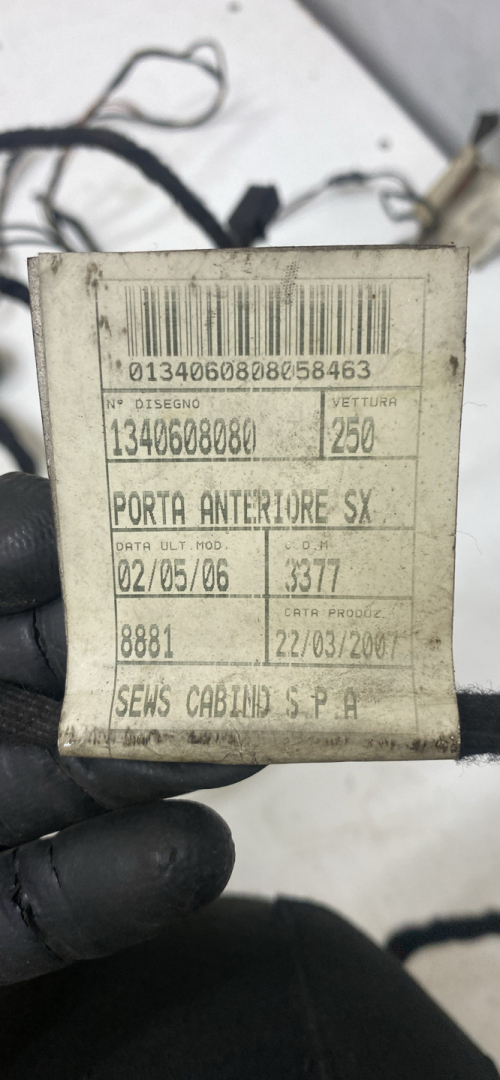 0134060808058463
N° DISEGNO
VETTURA
1340608080
250
PORTA ANTERIORE SX
DATA ULT.MOD.
C.D.M
02/05/06
3377
DATA PRODUZ.
8881
22/03/2007
SEWS CABIND S.P.A